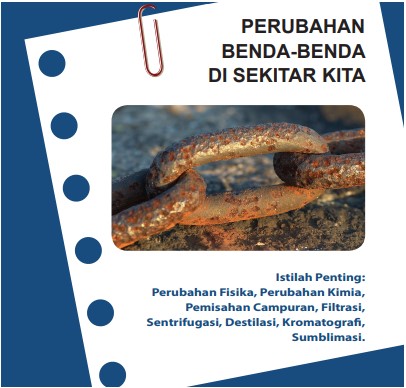 PERUBAHAN
BENDA-BENDA
DI SEKITAR KITA
Istilah Penting:
Perubahan Fisika, Perubahan Kimia,
Pemisahan Campuran, Filtrasi,
Sentrifugasi, Destilasi, Kromatografi,
Sumblimasi.